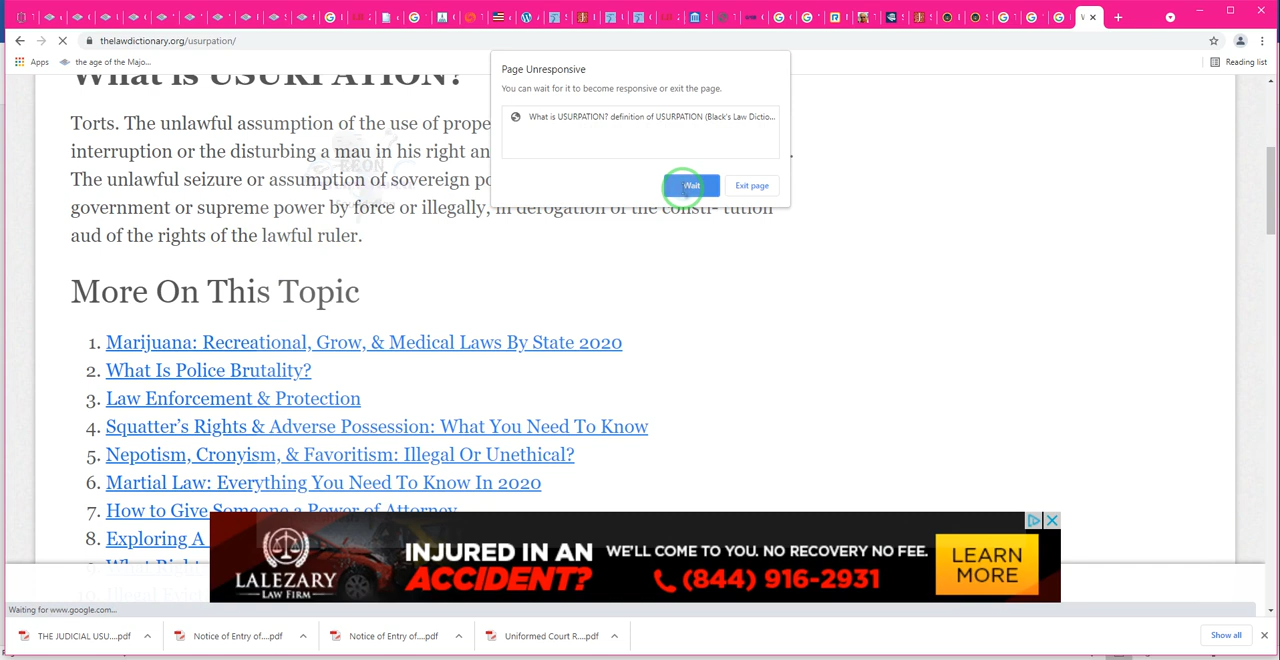 thelawdictionary.org/usurpation/
Apps
the age of the Majo...
Reading list
What is USURPATION?
Torts. The unlawful assumption of the use of prope
interruption or the disturbing a mau in his right an
The unlawful seizure or assumption of sovereign po
government or supreme power by force or illegally, in derogation of the consti- tution
aud of the rights of the lawful ruler.
Page Unresponsive
You can wait for it to become responsive or exit the page.
What is USURPATION? definition of USURPATION (Black's Law Dictio...
Wait
Exit page
More On This Topic
1. Marijuana: Recreational, Grow, & Medical Laws By State 2020
2. What Is Police Brutality?
3. Law Enforcement & Protection
4. Squatter's Rights & Adverse Possession: What You Need To Know
5. Nepotism, Cronyism, & Favoritism: Illegal Or Unethical?
6. Martial Law: Everything You Need To Know In 2020
7. How to Give Someone a Power of Attorney
8. Exploring A
What Right
LALEZARY
LAW FIRM
INJURED IN AN
ACCIDENT?
WE'LL COME TO YOU. NO RECOVERY NO FEE.
(844) 916-2931
LEARN
MORE
Waiting for www.google.com...
THE JUDICIAL USU....pdf
Notice of Entry of....pdf
Notice of Entry of....pdf
Uniformed Court R....pdf
Show all